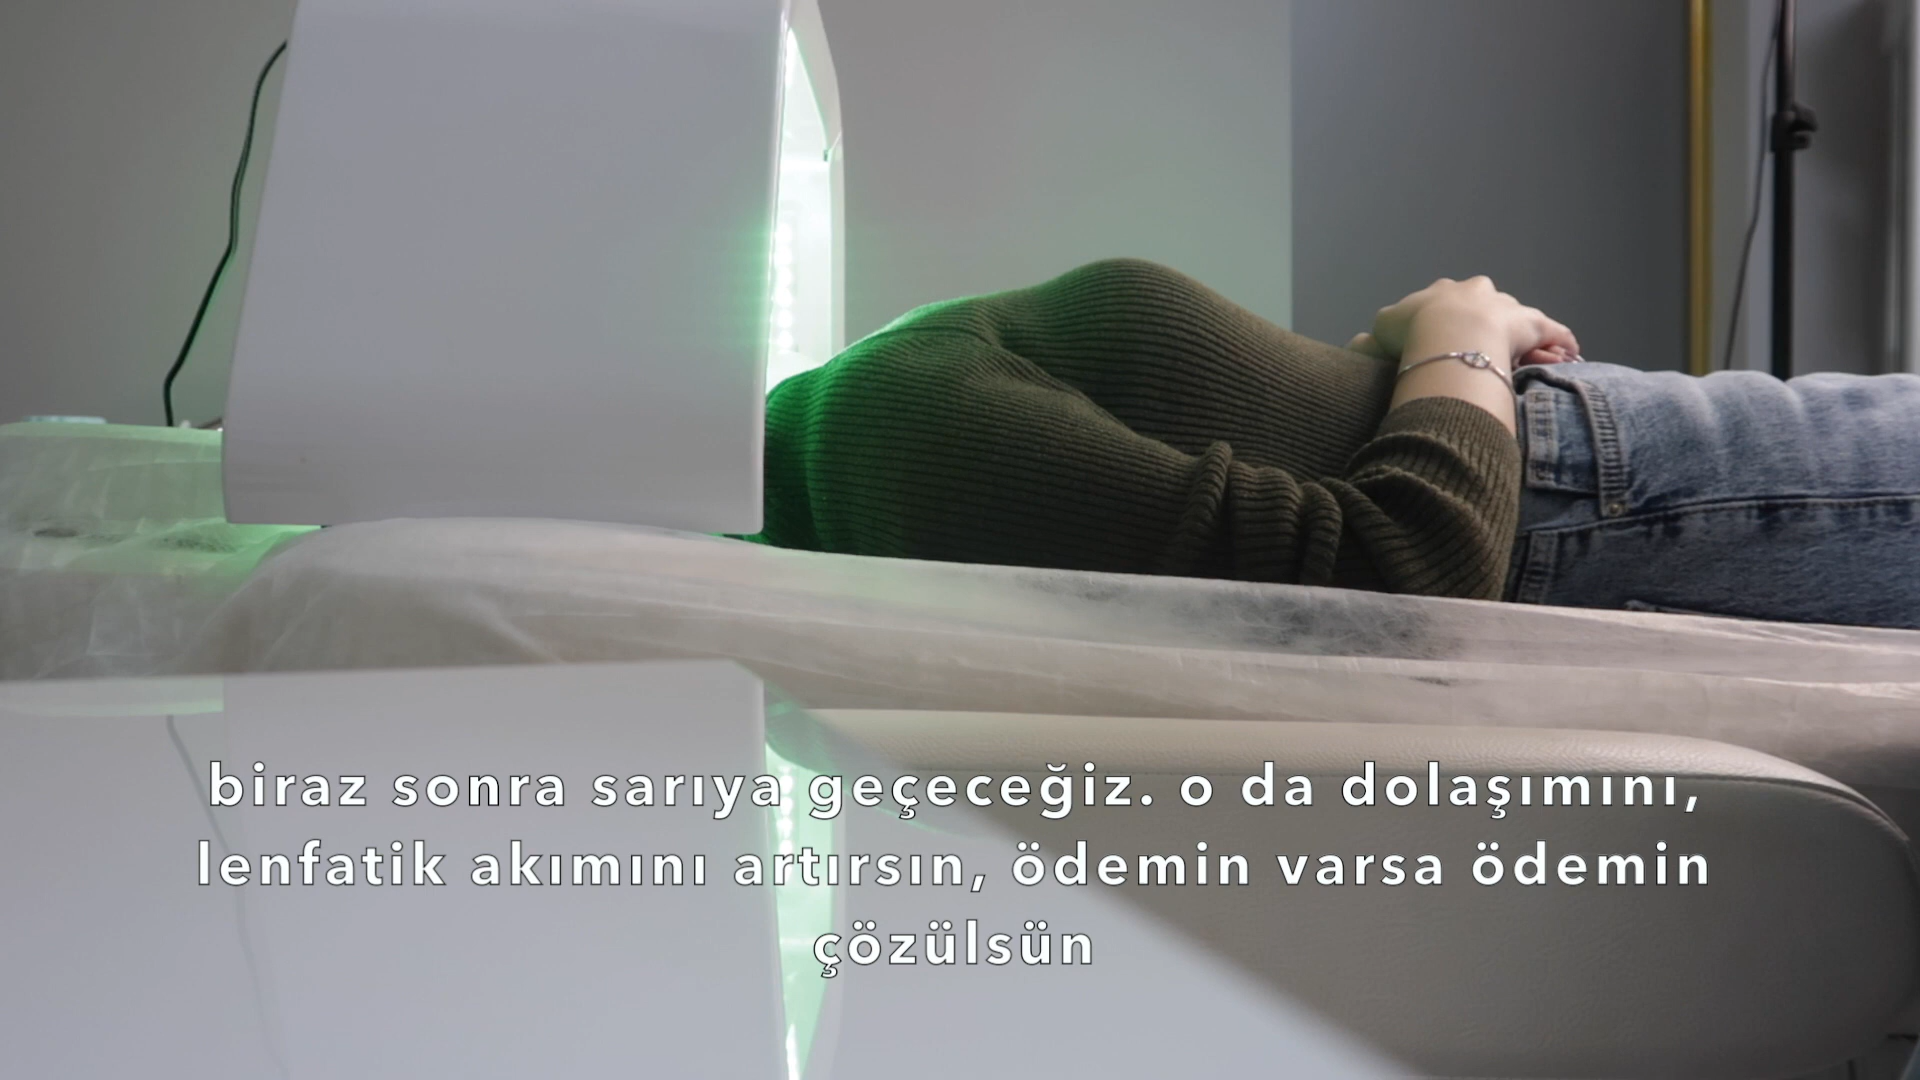 biraz sonra sarıya geçeceğiz. o da dolaşımını,
lenfatik akımını artırsın, ödemin varsa ödemin
çözülsün